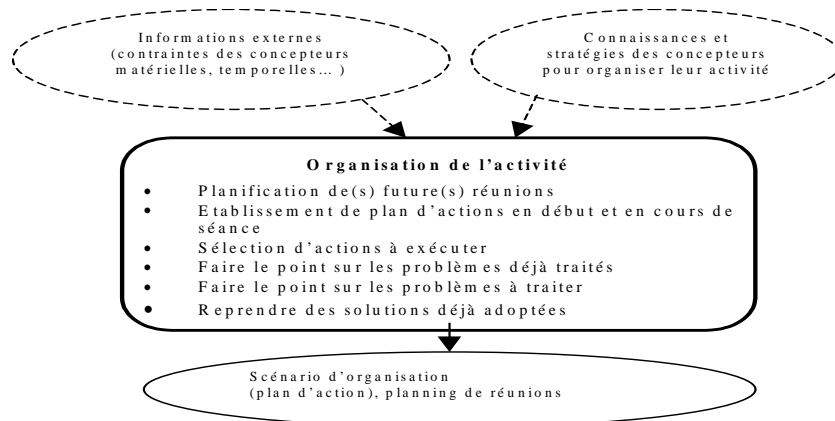 Informations externes
(contraintes des concepteurs
matérielles, temporelles… )
Connaissances et
stratégies des concepteurs
pour organiser leur activité
Organisation de l'activité
• Planification de(s) future(s) réunions
• Etablissement de plan d'actions en début et en cours de
séance
• Sélection d'actions à exécuter
• Faire le point sur les problèmes déjà traités
• Faire le point sur les problèmes à traiter
• Reprendre des solutions déjà adoptées
Scénario d'organisation
(plan d'action), planning de réunions